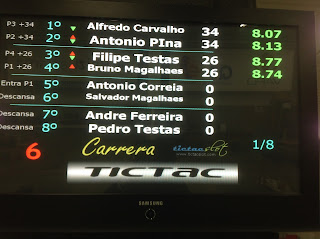 P3 +34 1º Alfredo Carvalho 34 8.07
P2 +34 2º Antonio PIna 34 8.13
P4 +26 3º Filipe Testas 26 8.77
P1 +26 4º Bruno Magalhaes 26 8.74
Entra P1 5º Antonio Correia 0
Descansa 6º Salvador Magalhaes 0
Descansa 7º Andre Ferreira 0
Descansa 8º Pedro Testas 0
6 Carrera tictacslot 1/8
TICTAC
SAMSUNG